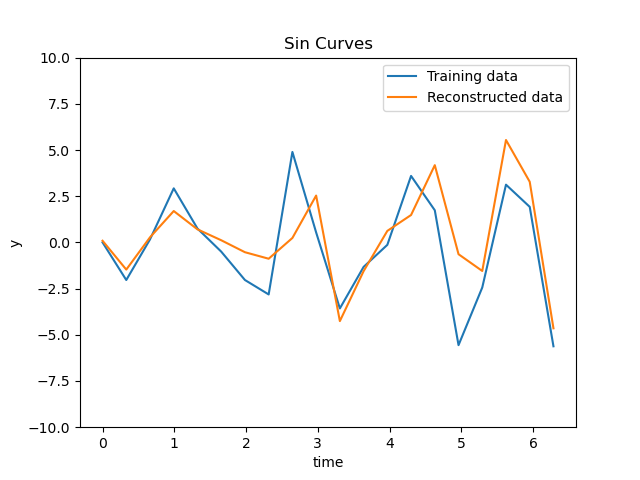 Sin Curves
Training data
Reconstructed data
10.0
7.5
5.0
2.5
0.0
−2.5
−5.0
−7.5
−10.0
y
0 1 2 3 4 5 6
time